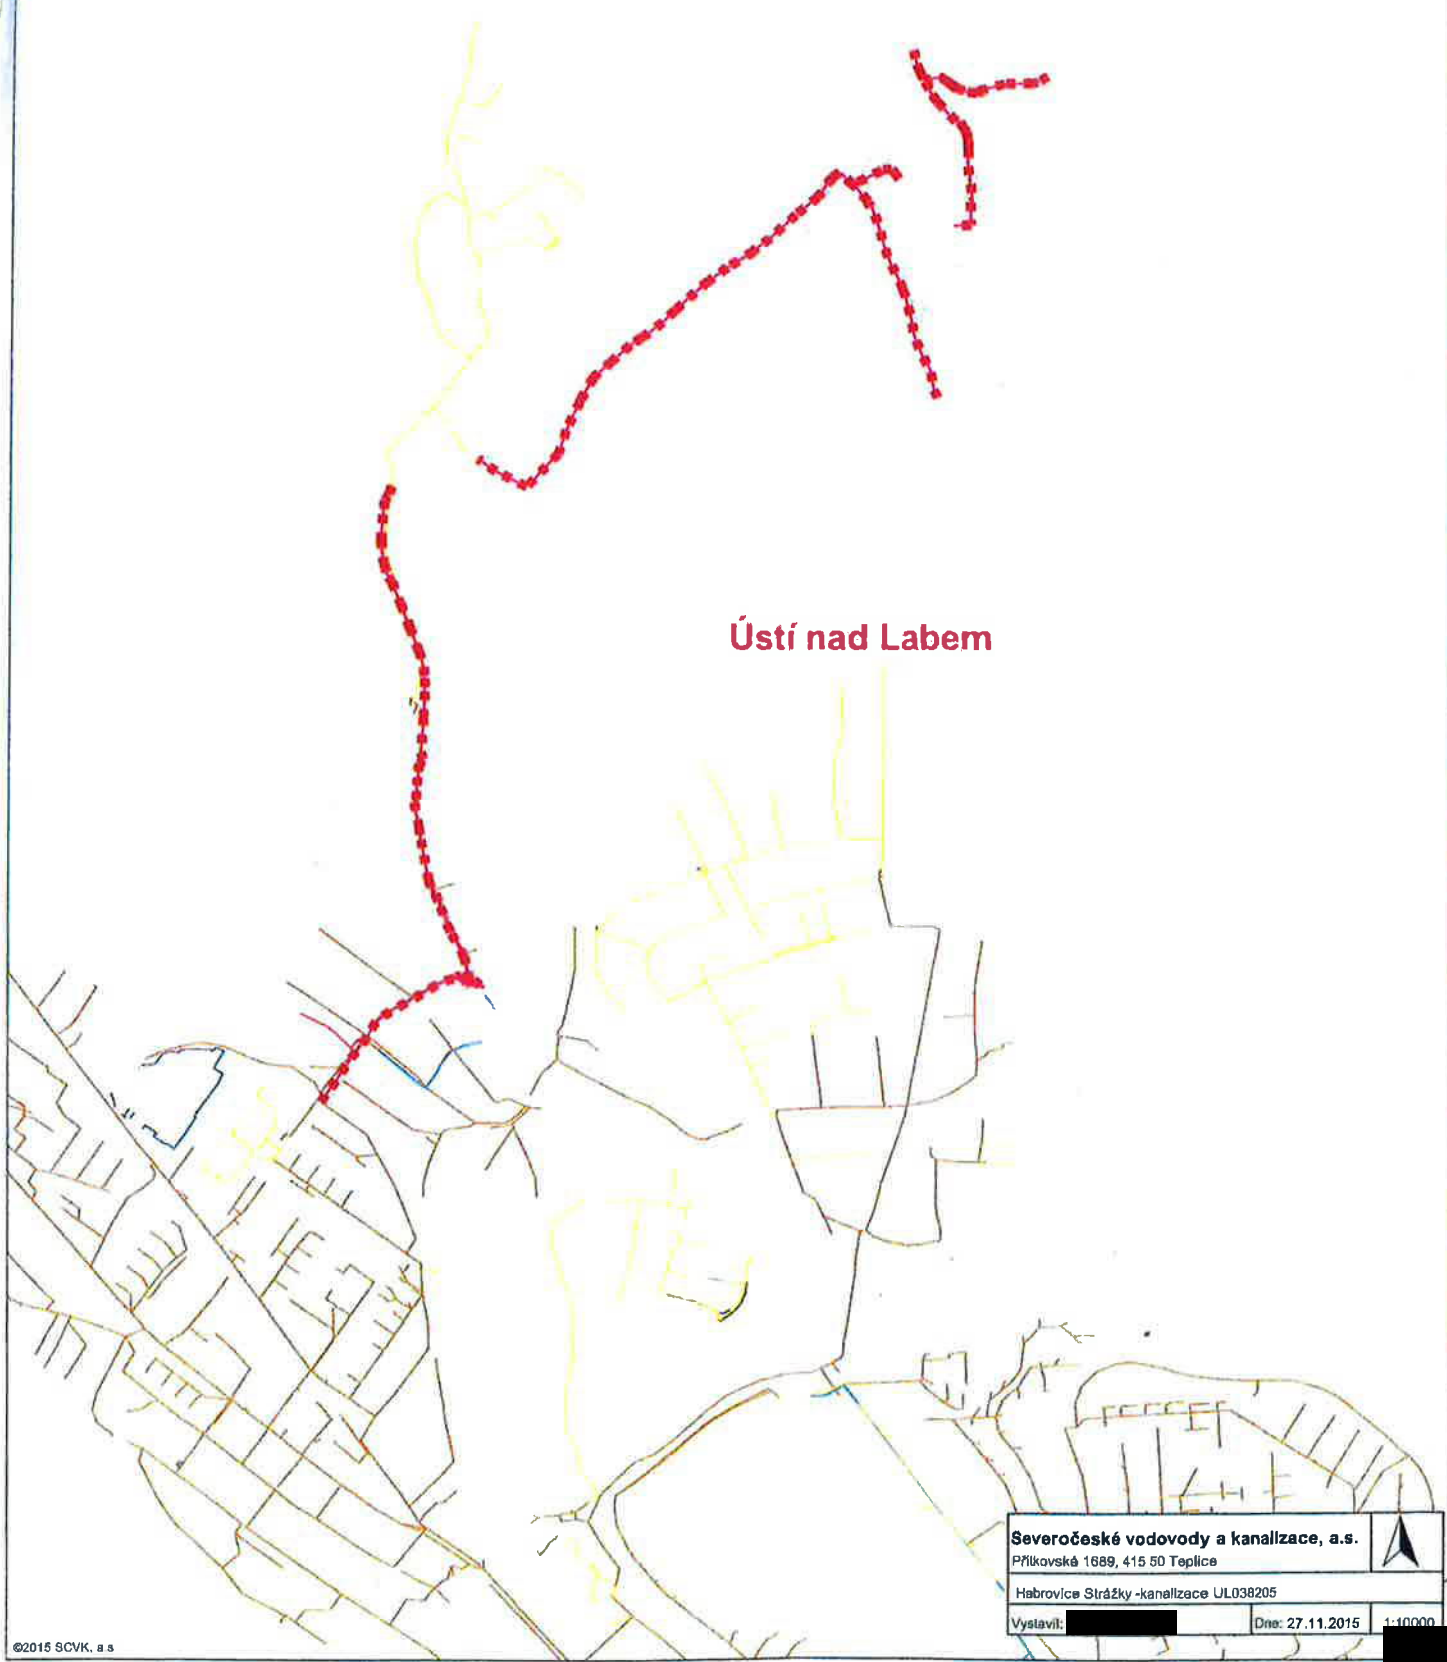 Ústí nad Labem
Severočeské vodovody a kanalizace, a.s.
Přítkovská 1689, 415 50 Teplice
Habrovice Strážky -kanalizace UL038205
Vystavil:
Dne: 27.11.2015
1:10000
©2015 SCVK, a.s